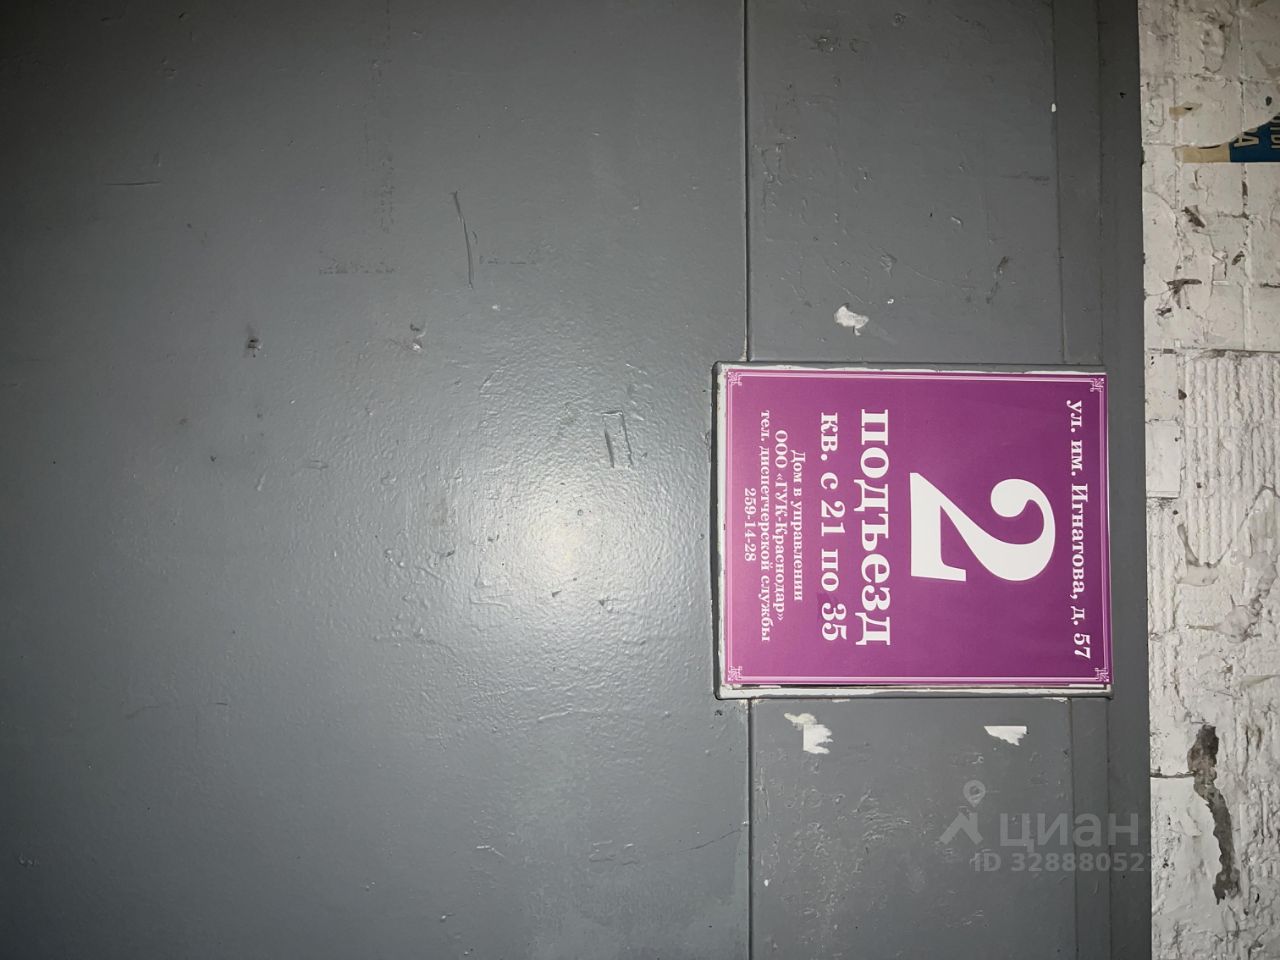 ул. им. Игнатова, д. 57
2
подъезд
кв. с 21 по 35
Дом в управлении
ООО «ГУК-Краснодар»
тел. диспетчерской службы
259-14-28
циан
ID 32888052